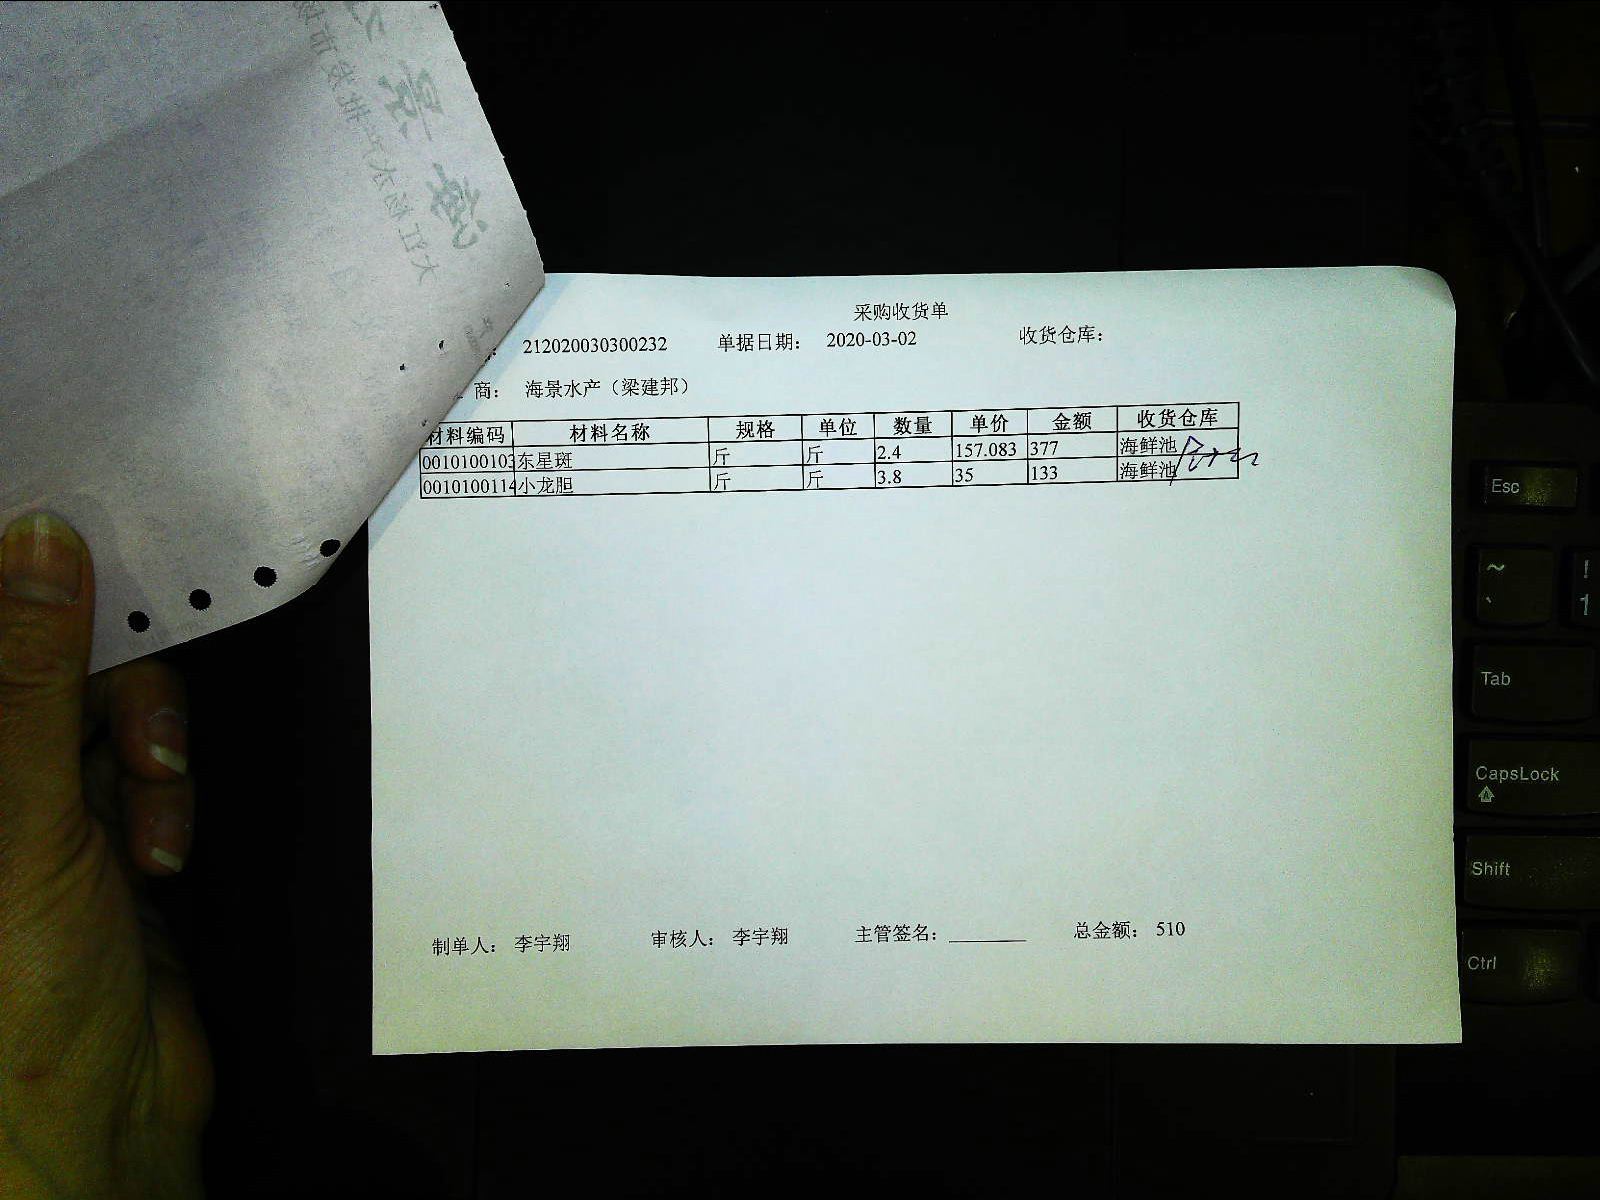 景
海
采购收货单
212020030300232 单据日期： 2020-03-02 收货仓库：
商： 海景水产（梁建邦）
材料编码 材料名称 规格 单位 数量 单价 金额 收货仓库
0010100103 东星斑 斤 斤 2.4 157.083 377 海鲜池
0010100114 小龙胆 斤 斤 3.8 35 133 海鲜池
制单人： 李宇翔 审核人： 李宇翔 主管签名： 总金额： 510
Esc
~
`
!
1
Tab
CapsLock
Shift
Ctrl